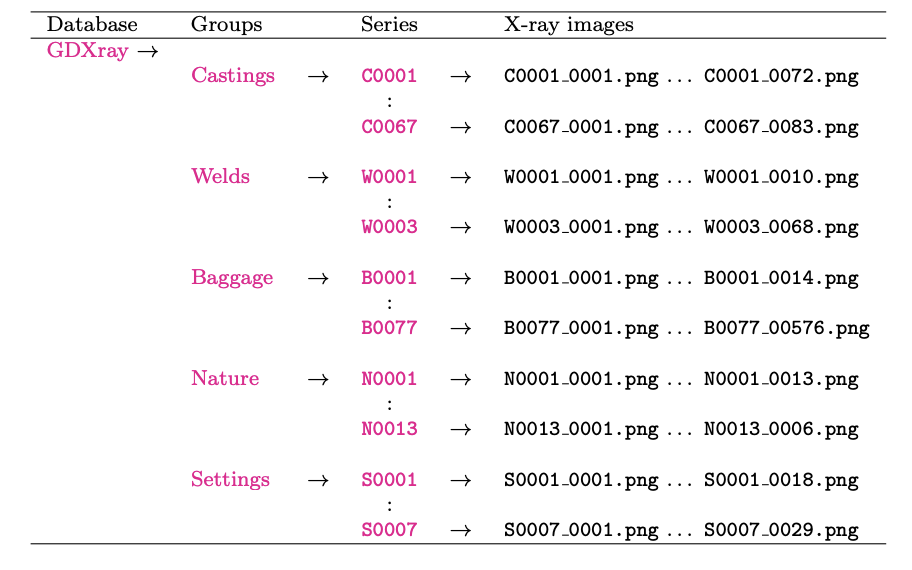 Database Groups Series X-ray images
GDXray →
Castings → C0001 → C0001_0001.png ... C0001_0072.png
:
C0067 → C0067_0001.png ... C0067_0083.png
Welds → W0001 → W0001_0001.png ... W0001_0010.png
:
W0003 → W0003_0001.png ... W0003_0068.png
Baggage → B0001 → B0001_0001.png ... B0001_0014.png
:
B0077 → B0077_0001.png ... B0077_00576.png
Nature → N0001 → N0001_0001.png ... N0001_0013.png
:
N0013 → N0013_0001.png ... N0013_0006.png
Settings → S0001 → S0001_0001.png ... S0001_0018.png
:
S0007 → S0007_0001.png ... S0007_0029.png